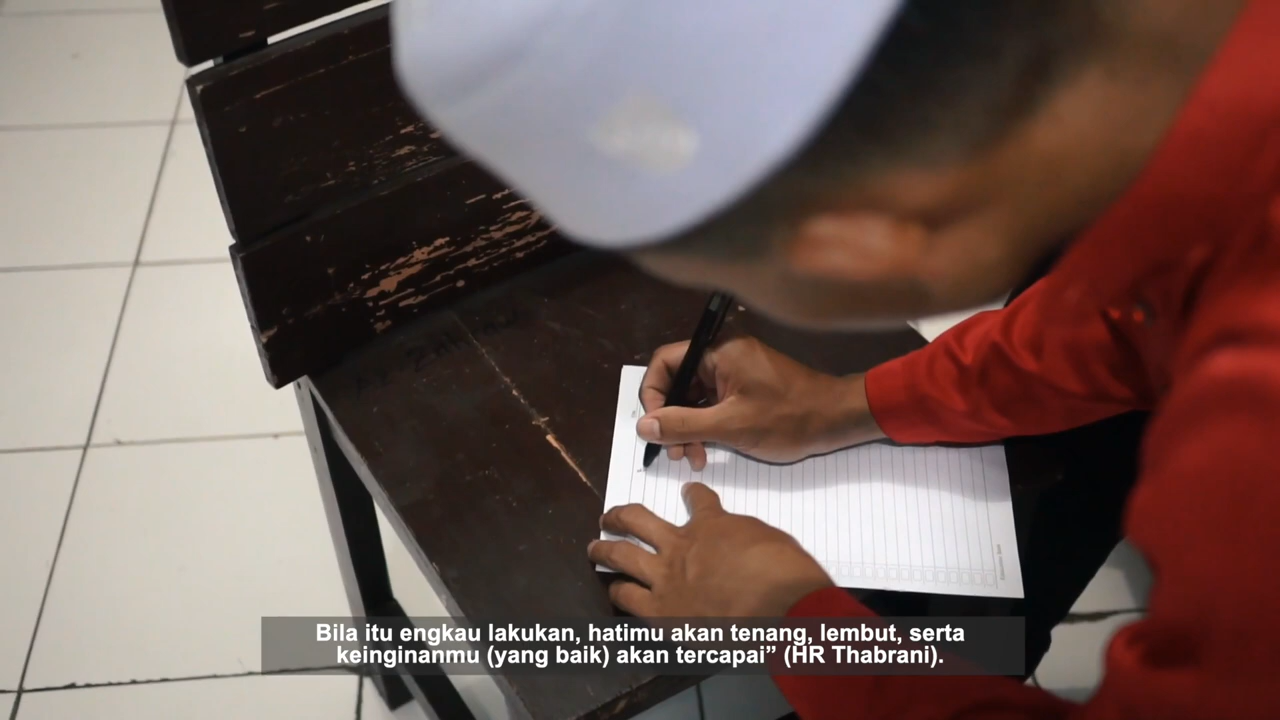 Bila itu engkau lakukan, hatimu akan tenang, lembut, serta
keinginanmu (yang baik) akan tercapai” (HR Thabrani).